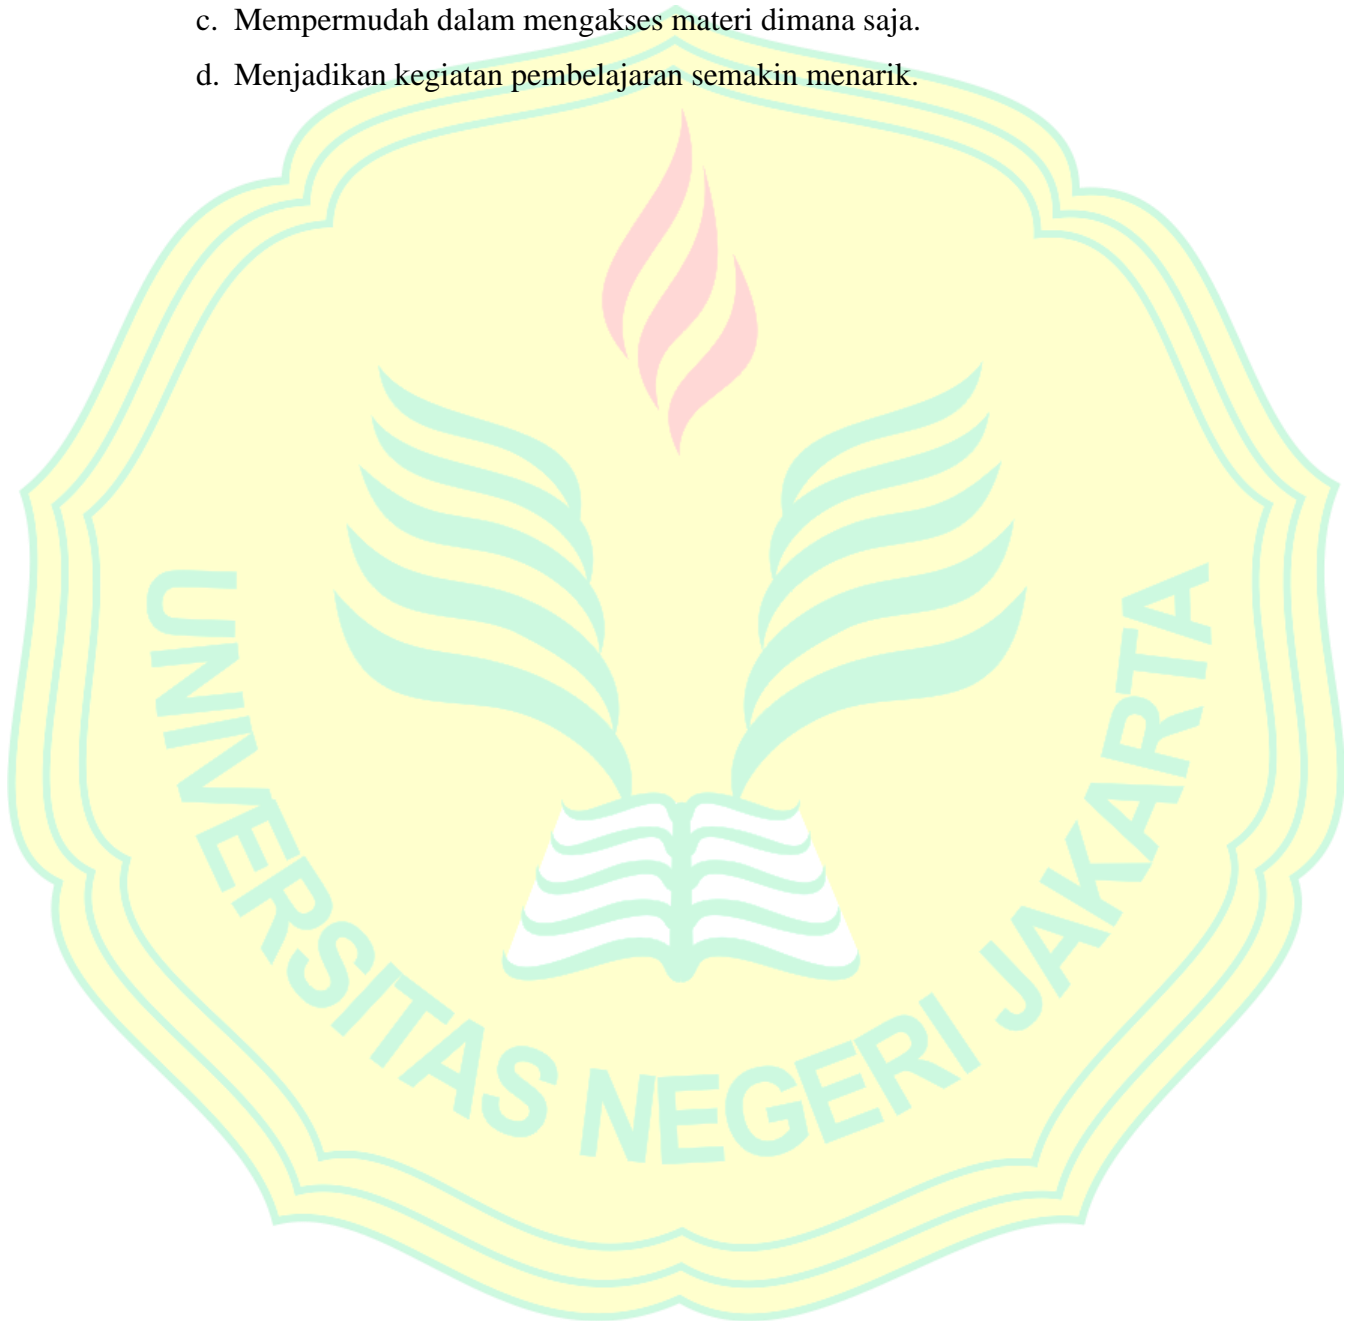 c. Mempermudah dalam mengakses materi dimana saja.
d. Menjadikan kegiatan pembelajaran semakin menarik.
UNIVERSITAS NEGERI JAKARTA